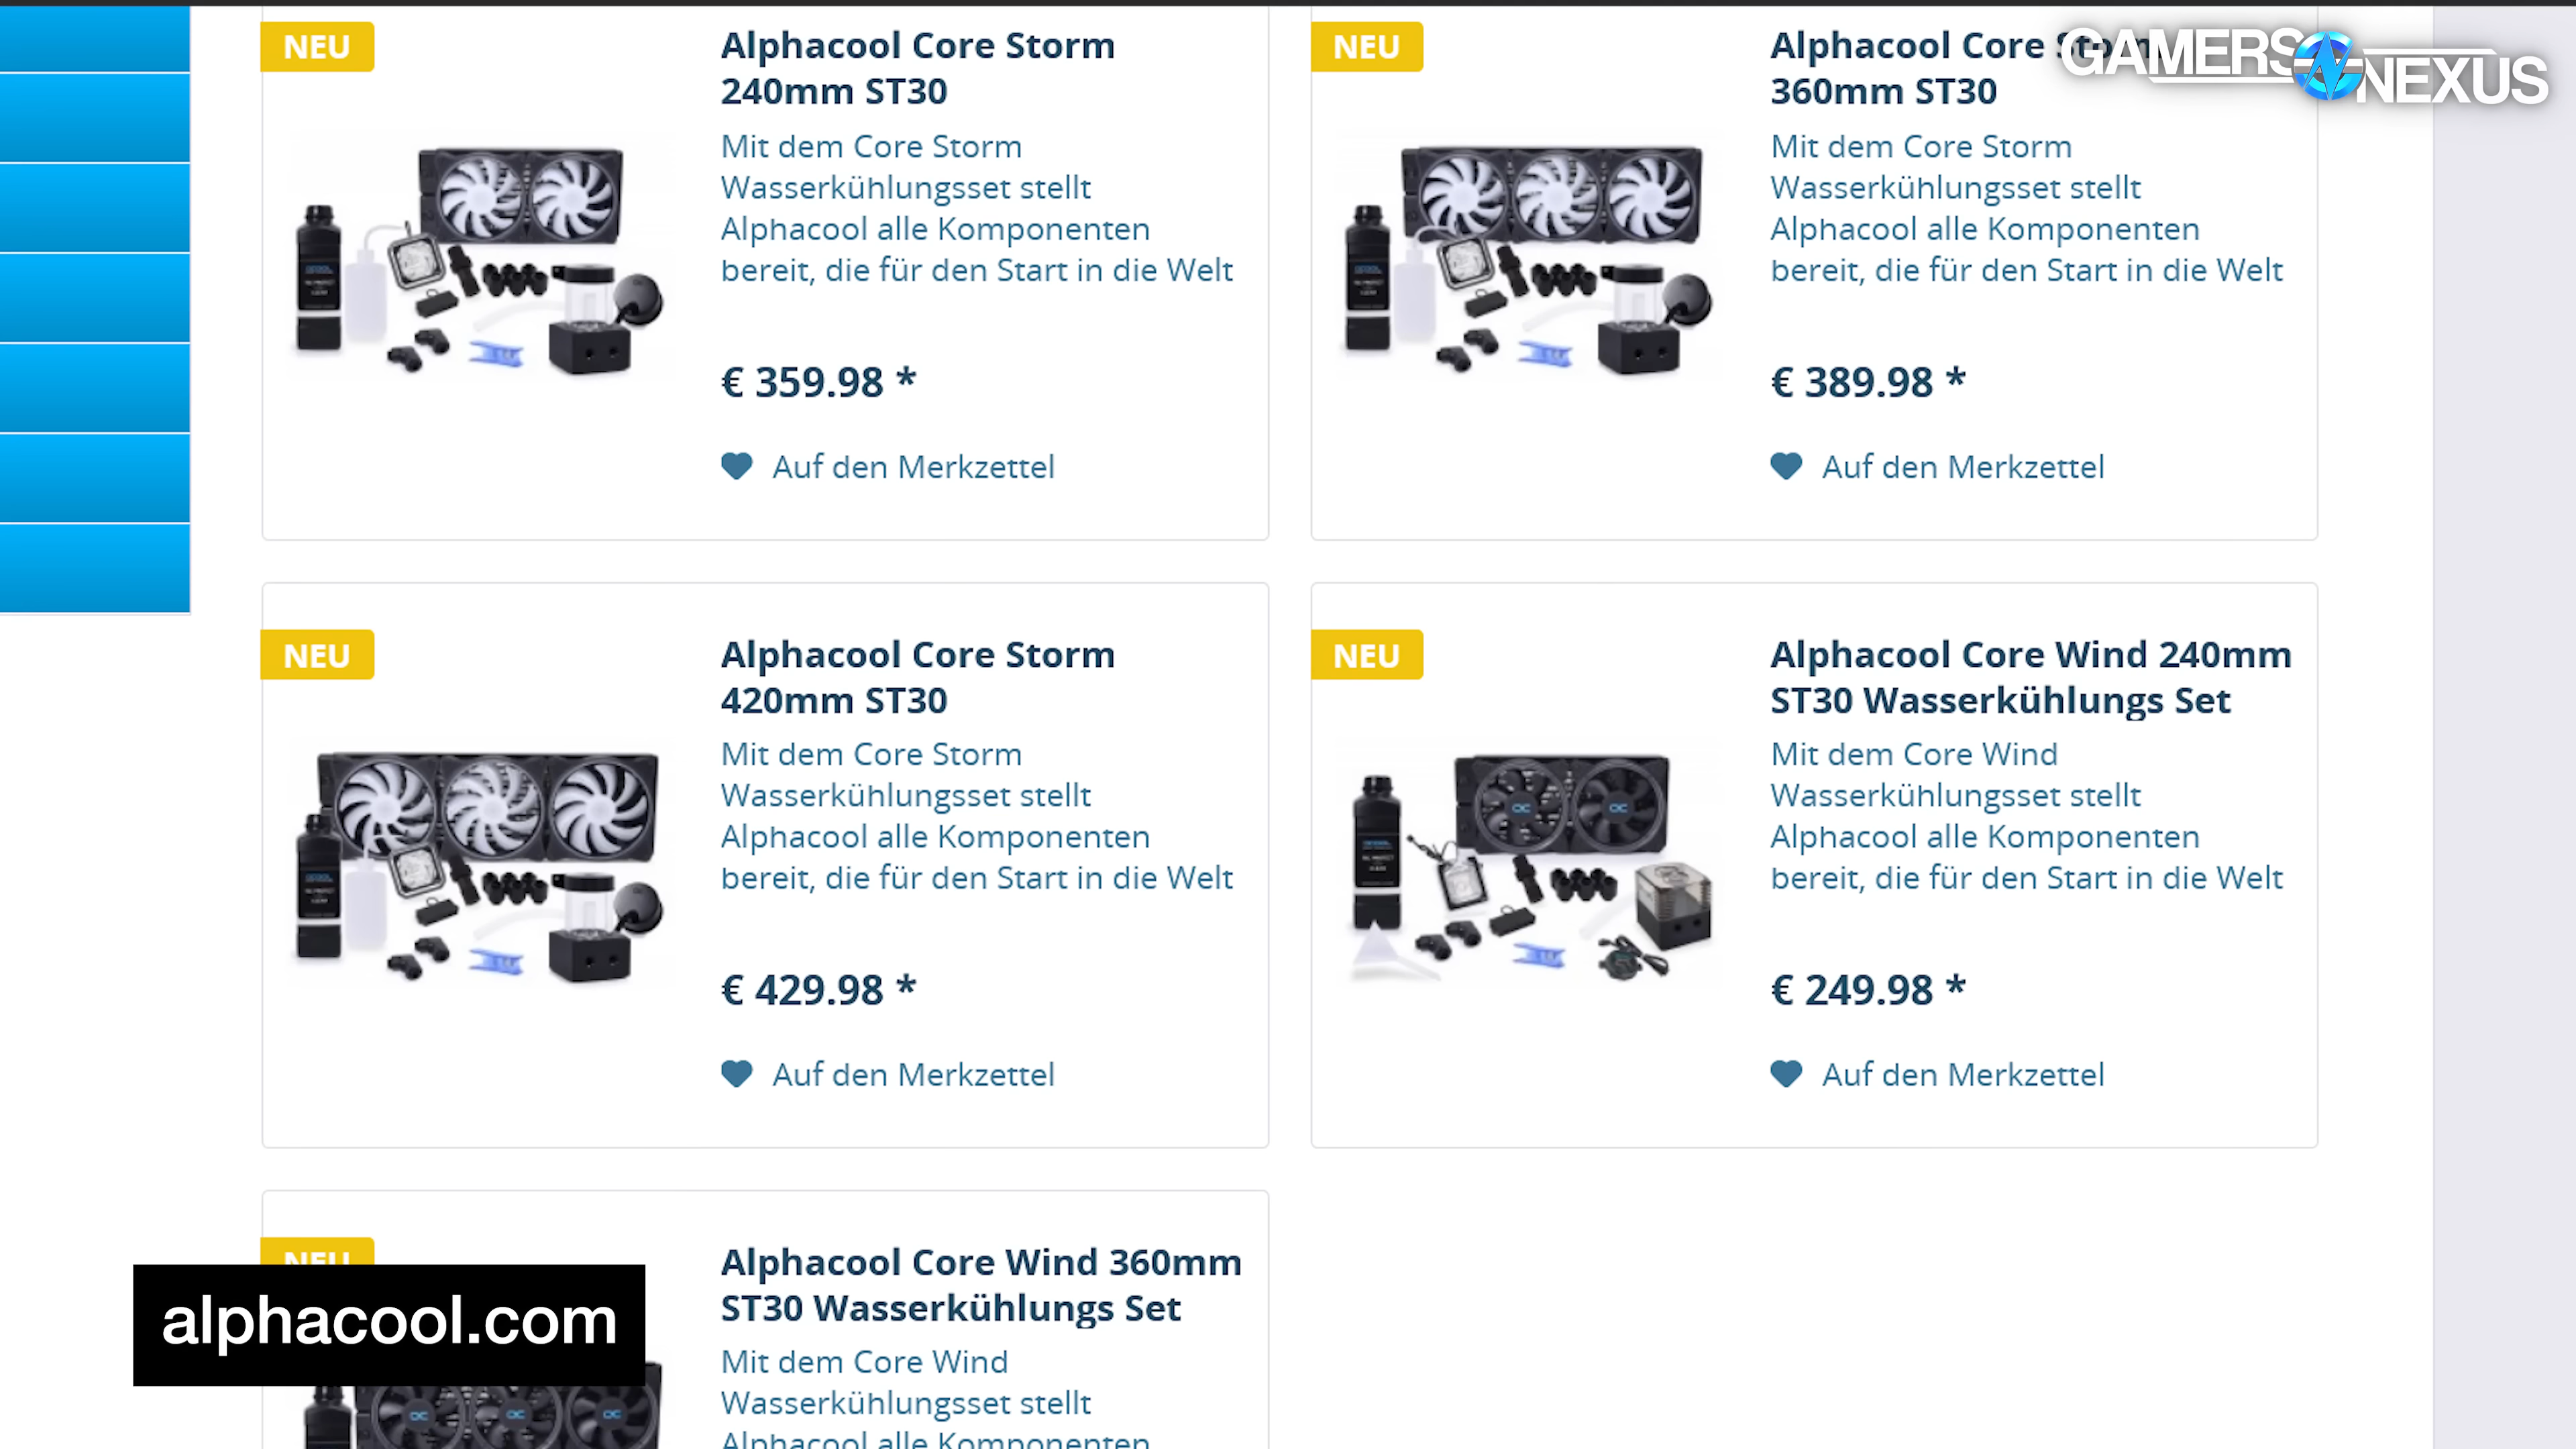 GAMERS NEXUS
NEU
Alphacool Core Storm
240mm ST30
Mit dem Core Storm
Wasserkühlungsset stellt
Alphacool alle Komponenten
bereit, die für den Start in die Welt
€ 359.98 *
Auf den Merkzettel
NEU
Alphacool Core Storm
360mm ST30
Mit dem Core Storm
Wasserkühlungsset stellt
Alphacool alle Komponenten
bereit, die für den Start in die Welt
€ 389.98 *
Auf den Merkzettel
NEU
Alphacool Core Storm
420mm ST30
Mit dem Core Storm
Wasserkühlungsset stellt
Alphacool alle Komponenten
bereit, die für den Start in die Welt
€ 429.98 *
Auf den Merkzettel
NEU
Alphacool Core Wind 240mm
ST30 Wasserkühlungs Set
Mit dem Core Wind
Wasserkühlungsset stellt
Alphacool alle Komponenten
bereit, die für den Start in die Welt
€ 249.98 *
Auf den Merkzettel
NEU
Alphacool Core Wind 360mm
ST30 Wasserkühlungs Set
Mit dem Core Wind
Wasserkühlungsset stellt
Alphacool alle Komponenten
alphacool.com